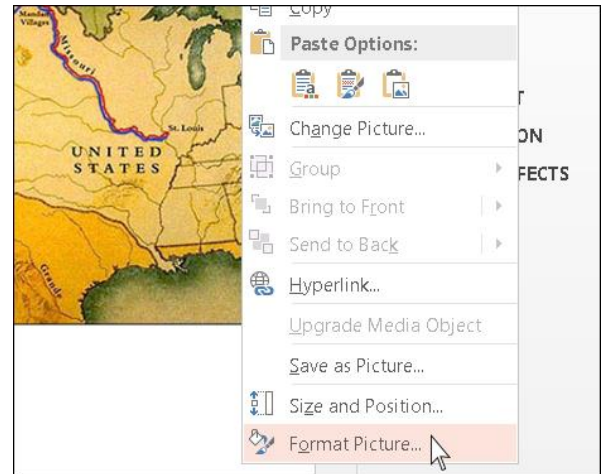 Copy
Mandan
Villages
Paste Options:
Missouri
T
St. Louis
Change Picture...
ON
UNITED
STATES
Group
FECTS
Bring to Front
Send to Back
Grande
Hyperlink...
Upgrade Media Object
Save as Picture...
Size and Position...
Format Picture...